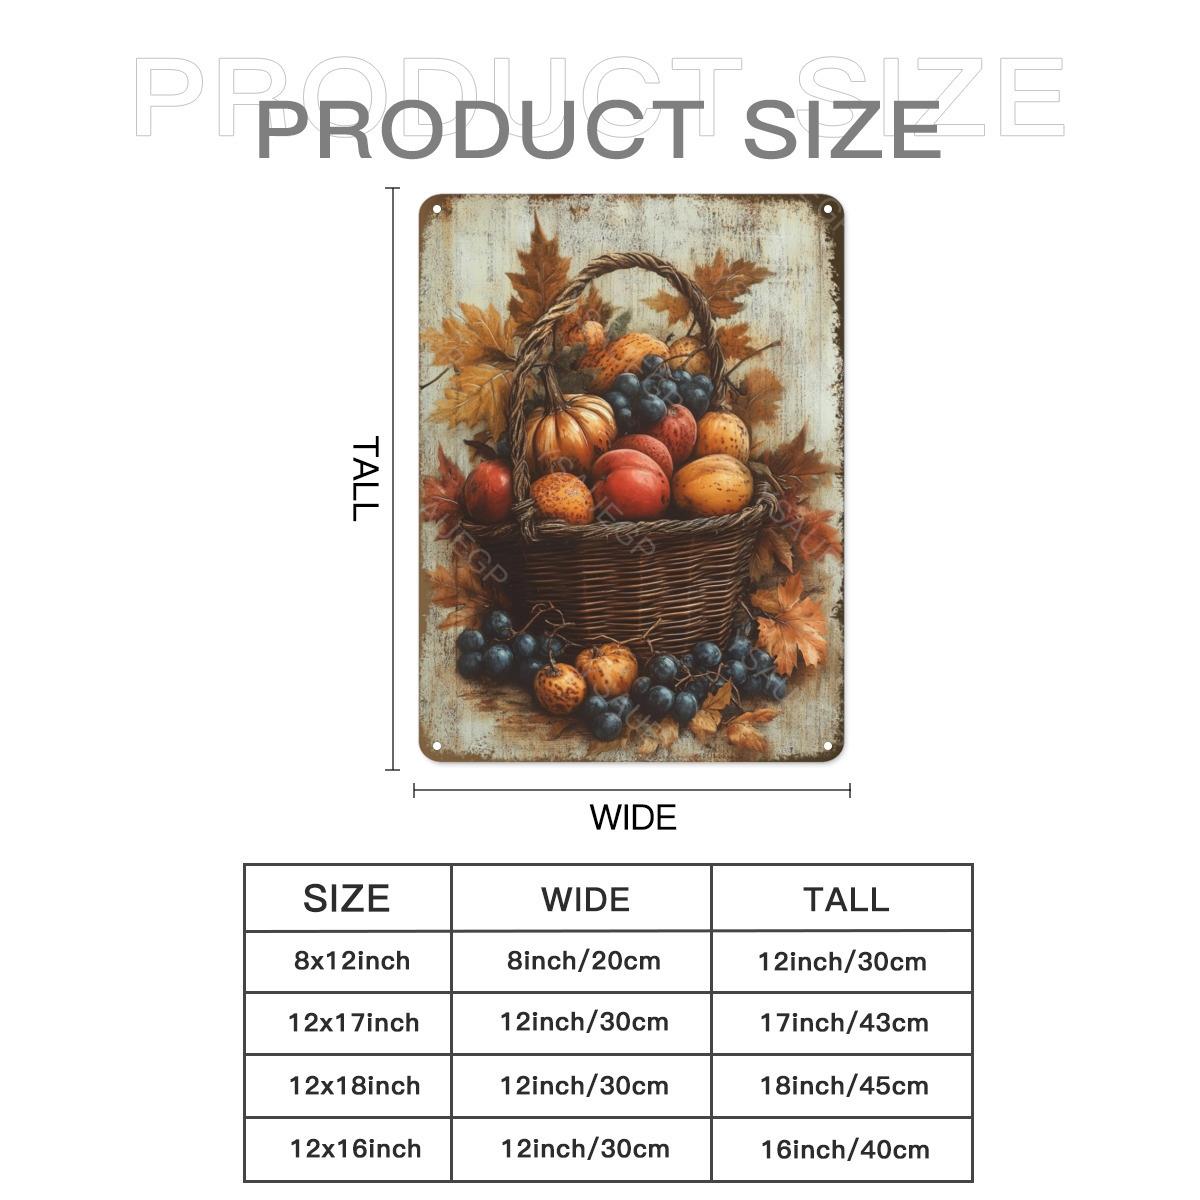 PRODUCT SIZE
PRODUCT SIZE
TALL
WIDE
SIZE WIDE TALL
8x12inch 8inch/20cm 12inch/30cm
12x17inch 12inch/30cm 17inch/43cm
12x18inch 12inch/30cm 18inch/45cm
12x16inch 12inch/30cm 16inch/40cm